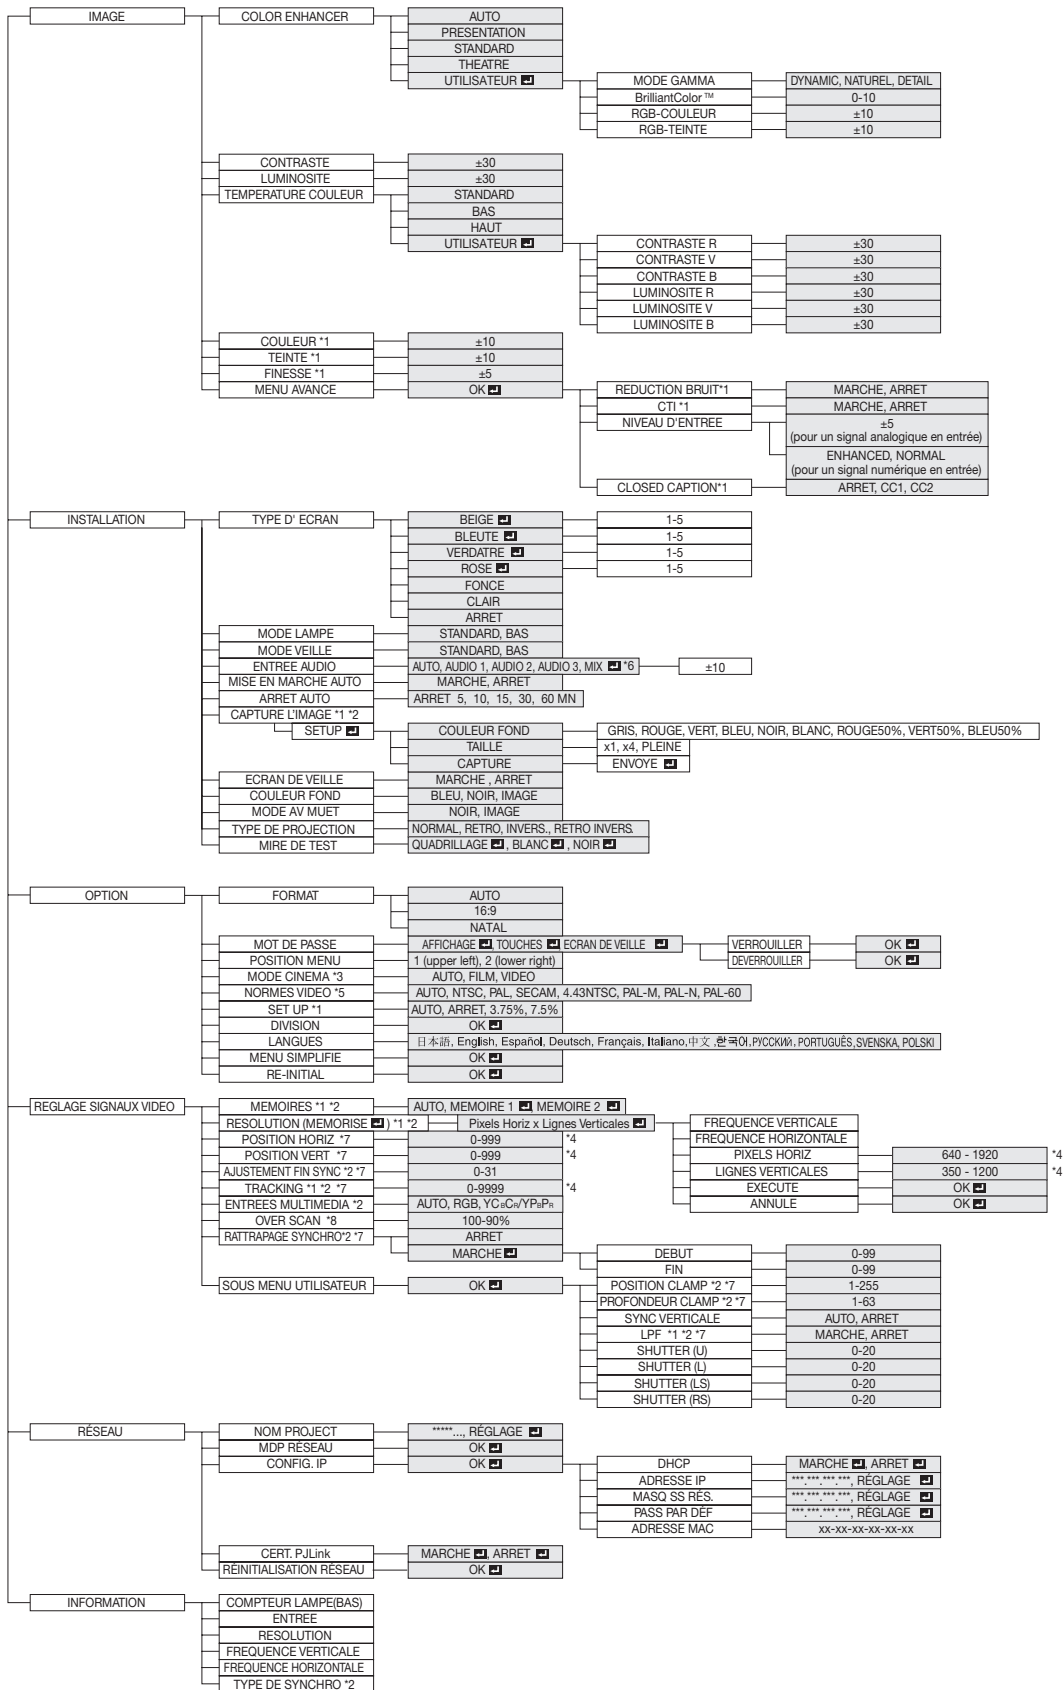 IMAGE COLOR ENHANCER AUTO
PRESENTATION
STANDARD
THEATRE
UTILISATEUR MODE GAMMA DYNAMIC, NATUREL, DETAIL
BrilliantColor™ 0-10
RGB-COULEUR ±10
RGB-TEINTE ±10
CONTRASTE ±30
LUMINOSITE ±30
TEMPERATURE COULEUR STANDARD
BAS
HAUT
UTILISATEUR CONTRASTE R ±30
CONTRASTE V ±30
CONTRASTE B ±30
LUMINOSITE R ±30
LUMINOSITE V ±30
LUMINOSITE B ±30
COULEUR *1 ±10
TEINTE *1 ±10
FINESSE *1 ±5
MENU AVANCE OK REDUCTION BRUIT*1 MARCHE, ARRET
CTI *1 MARCHE, ARRET
NIVEAU D'ENTREE ±5
(pour un signal analogique en entrée)
ENHANCED, NORMAL
(pour un signal numérique en entrée)
CLOSED CAPTION*1 ARRET, CC1, CC2
INSTALLATION TYPE D' ECRAN BEIGE 1-5
BLEUTE 1-5
VERDATRE 1-5
ROSE 1-5
FONCE
CLAIR
ARRET
MODE LAMPE STANDARD, BAS
MODE VEILLE STANDARD, BAS
ENTREE AUDIO AUTO, AUDIO 1, AUDIO 2, AUDIO 3, MIX *6 ±10
MISE EN MARCHE AUTO MARCHE, ARRET
ARRET AUTO ARRET 5, 10, 15, 30, 60 MN
CAPTURE L'IMAGE *1 *2
SETUP COULEUR FOND GRIS, ROUGE, VERT, BLEU, NOIR, BLANC, ROUGE50%, VERT50%, BLEU50%
TAILLE x1, x4, PLEINE
CAPTURE ENVOYE
ECRAN DE VEILLE MARCHE , ARRET
COULEUR FOND BLEU, NOIR, IMAGE
MODE AV MUET NOIR, IMAGE
TYPE DE PROJECTION NORMAL, RETRO, INVERS., RETRO INVERS.
MIRE DE TEST QUADRILLAGE , BLANC , NOIR
OPTION FORMAT AUTO
16:9
NATAL
MOT DE PASSE AFFICHAGE , TOUCHES , ECRAN DE VEILLE VERROUILLER OK
DEVERROUILLER OK
POSITION MENU 1 (upper left), 2 (lower right)
MODE CINEMA *3 AUTO, FILM, VIDEO
NORMES VIDEO *5 AUTO, NTSC, PAL, SECAM, 4.43NTSC, PAL-M, PAL-N, PAL-60
SET UP *1 AUTO, ARRET, 3.75%, 7.5%
DIVISION OK
LANGUES 日本語, English, Español, Deutsch, Français, Italiano,中文 ,한국어, РУССКИЙ, PORTUGUÊS, SVENSKA, POLSKI
MENU SIMPLIFIE OK
RE-INITIAL OK
REGLAGE SIGNAUX VIDEO MEMOIRES *1 *2 AUTO, MEMOIRE 1 , MEMOIRE 2
RESOLUTION (MEMORISE ) *1 *2 Pixels Horiz x Lignes Verticales FREQUENCE VERTICALE
FREQUENCE HORIZONTALE
POSITION HORIZ *7 0-999 *4 PIXELS HORIZ 640 - 1920 *4
POSITION VERT *7 0-999 *4 LIGNES VERTICALES 350 - 1200 *4
AJUSTEMENT FIN SYNC *2 *7 0-31 EXECUTE OK
TRACKING *1 *2 *7 0-9999 *4 ANNULE OK
ENTREES MULTIMEDIA *2 AUTO, RGB, YCBCR/YPBPR
OVER SCAN *8 100-90%
RATTRAPAGE SYNCHRO*2 *7 ARRET
MARCHE DEBUT 0-99
FIN 0-99
SOUS MENU UTILISATEUR OK POSITION CLAMP *2 *7 1-255
PROFONDEUR CLAMP *2 *7 1-63
SYNC VERTICALE AUTO, ARRET
LPF *1 *2 *7 MARCHE, ARRET
SHUTTER (U) 0-20
SHUTTER (L) 0-20
SHUTTER (LS) 0-20
SHUTTER (RS) 0-20
RÉSEAU NOM PROJECT *****..., RÉGLAGE
MDP RÉSEAU OK
CONFIG. IP OK DHCP MARCHE , ARRET
ADRESSE IP ***.***.***.***, RÉGLAGE
MASQ SS RÉS. ***.***.***.***, RÉGLAGE
PASS PAR DÉF ***.***.***.***, RÉGLAGE
ADRESSE MAC xx-xx-xx-xx-xx-xx
CERT. PJLink MARCHE , ARRET
RÉINITIALISATION RÉSEAU OK
INFORMATION COMPTEUR LAMPE(BAS)
ENTREE
RESOLUTION
FREQUENCE VERTICALE
FREQUENCE HORIZONTALE
TYPE DE SYNCHRO *2